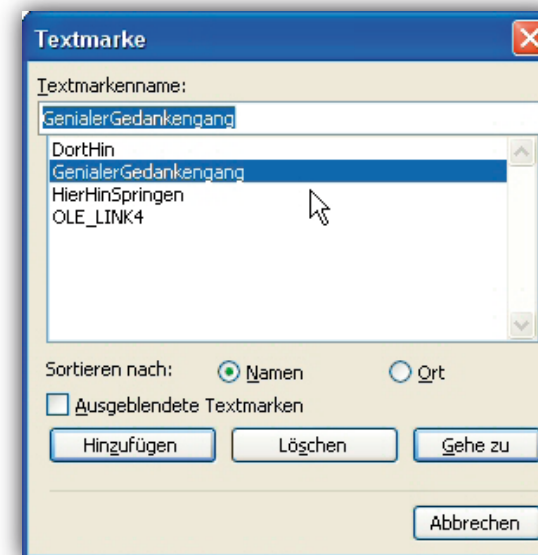 Textmarke
Textmarkenname:
GenialerGedankengang
DortHin
GenialerGedankengang
HierHinSpringen
OLE_LINK4
Sortieren nach: Namen Ort
Ausgeblendete Textmarken
Hinzufügen Löschen Gehe zu
Abbrechen